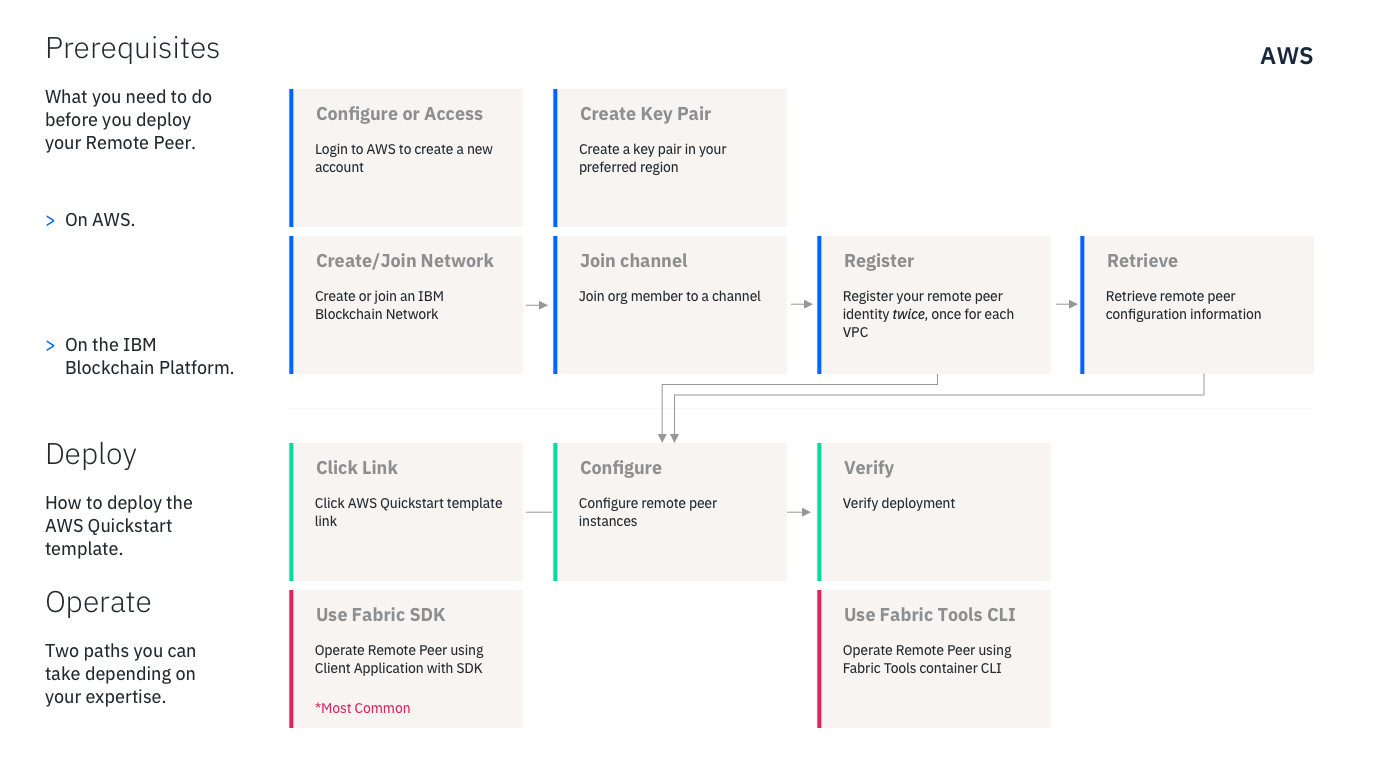 Prerequisites
AWS
What you need to do
before you deploy
your Remote Peer.
> On AWS.
Configure or Access
Login to AWS to create a new
account
Create Key Pair
Create a key pair in your
preferred region
> On the IBM
Blockchain Platform.
Create/Join Network
Create or join an IBM
Blockchain Network
Join channel
Join org member to a channel
Register
Register your remote peer
identity twice, once for each
VPC
Retrieve
Retrieve remote peer
configuration information
Deploy
How to deploy the
AWS Quickstart
template.
Click Link
Click AWS Quickstart template
link
Configure
Configure remote peer
instances
Verify
Verify deployment
Operate
Two paths you can
take depending on
your expertise.
Use Fabric SDK
Operate Remote Peer using
Client Application with SDK
*Most Common
Use Fabric Tools CLI
Operate Remote Peer using
Fabric Tools container CLI